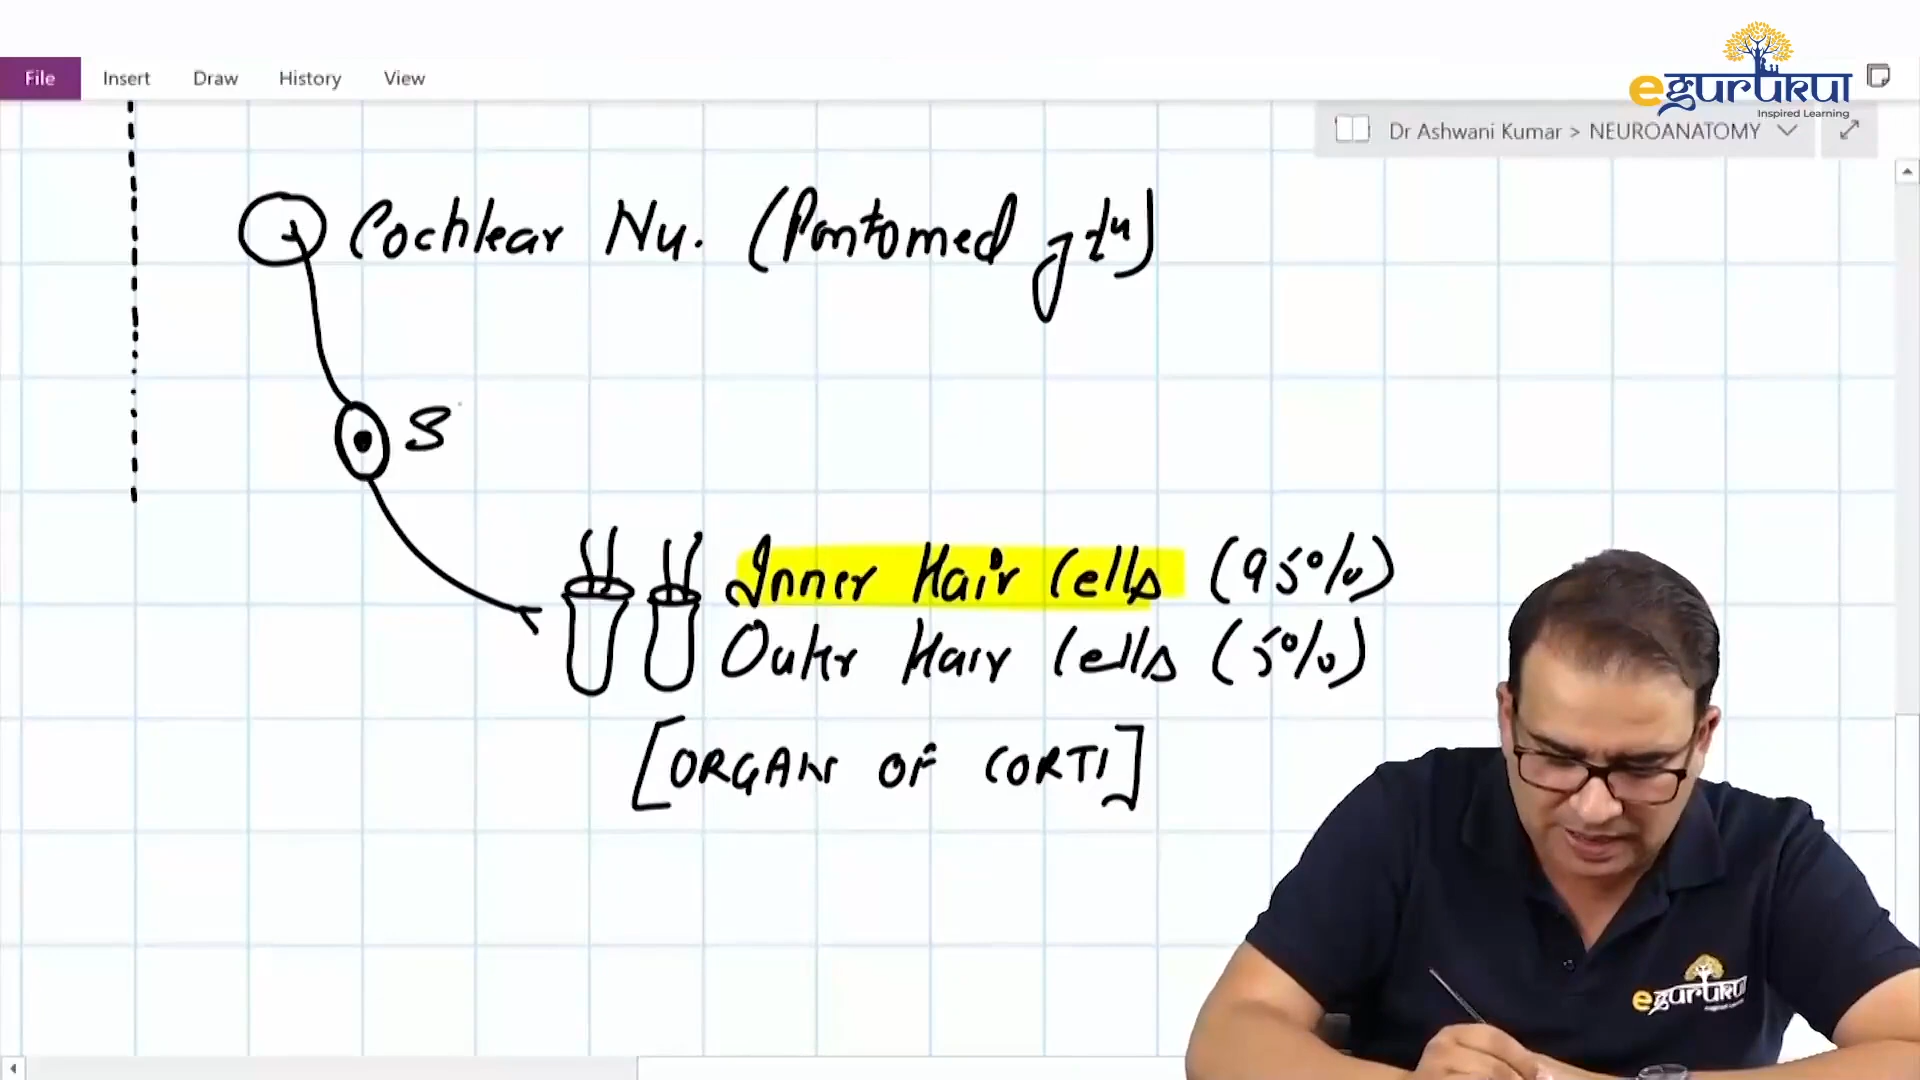 egurukul
Inspired Learning
File Insert Draw History View
Dr Ashwani Kumar > NEUROANATOMY
Cochlear Nu. (Pontomed jtn)
S
Inner Hair Cells (95%)
Outer Hair Cells (5%)
[ORGAN OF CORTI]
egurukul